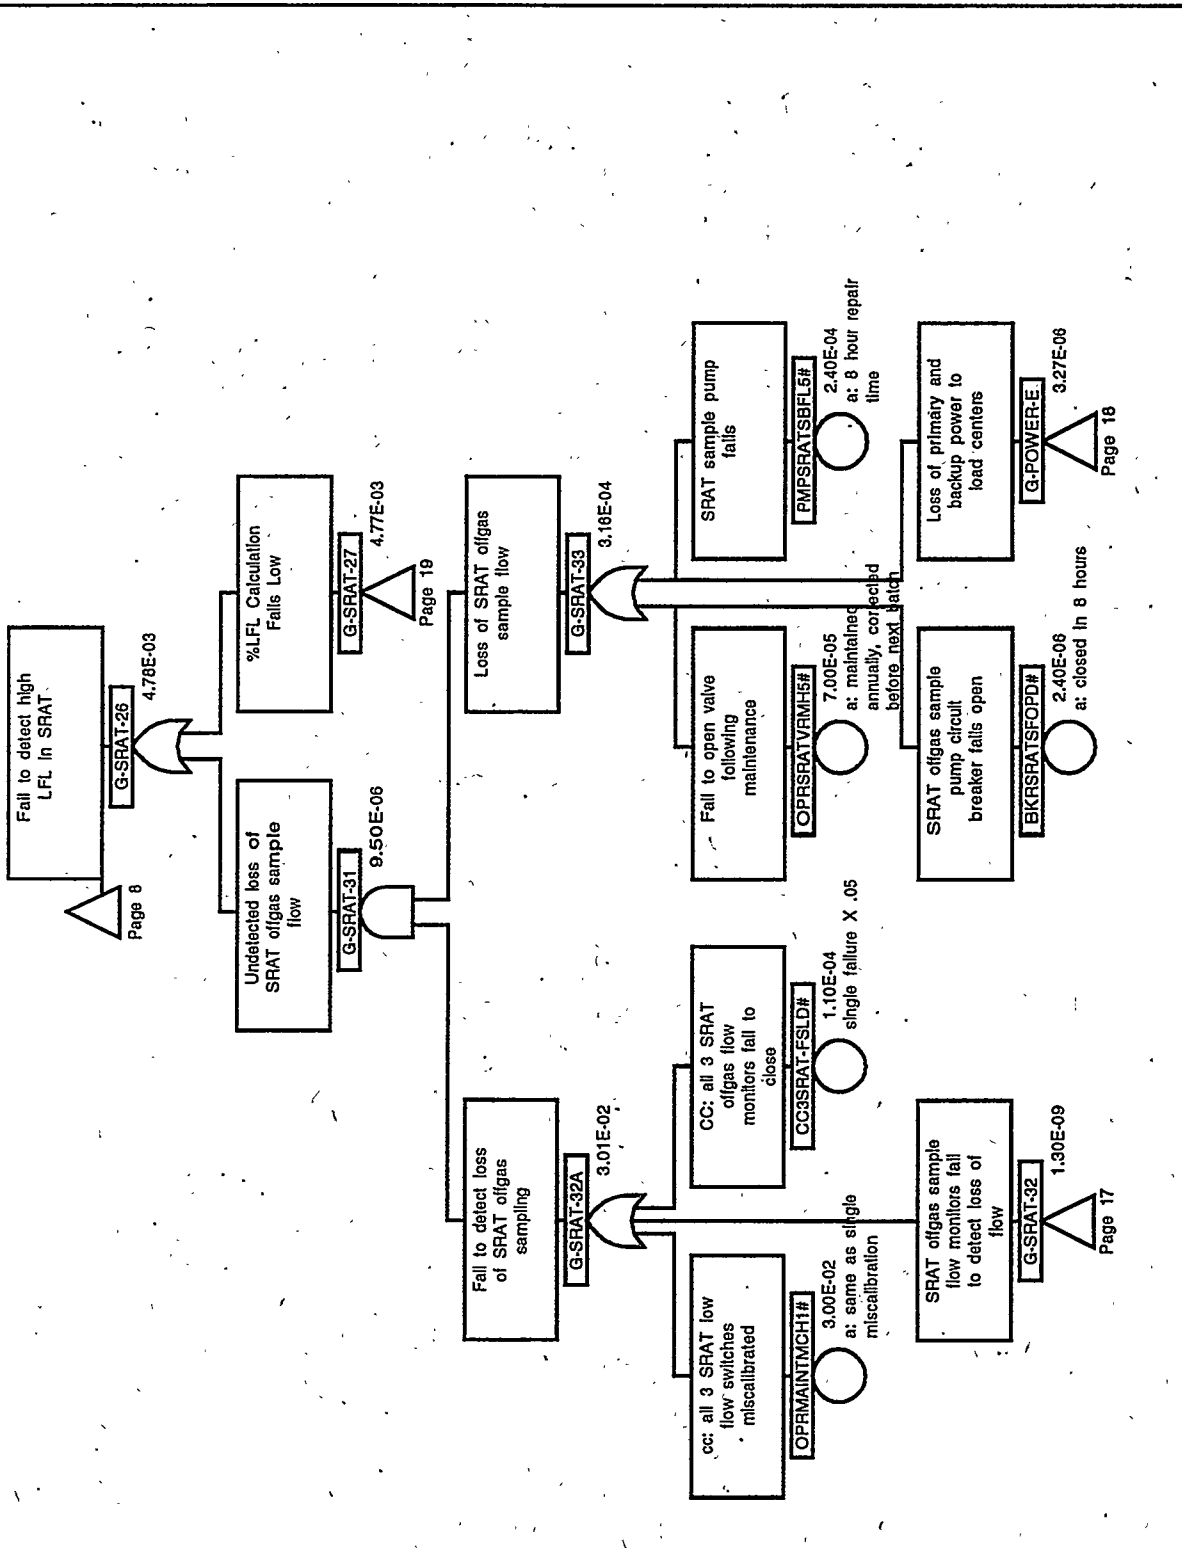 Fail to detect high
LFL in SRAT
G-SRAT-26
4.78E-03
Page 8
Undetected loss of
SRAT offgas sample
flow
G-SRAT-31
9.50E-06
%LFL Calculation
Fails Low
G-SRAT-27
4.77E-03
Page 19
Fail to detect loss
of SRAT offgas
sampling
G-SRAT-32A
3.01E-02
Loss of SRAT offgas
sample flow
G-SRAT-33
3.16E-04
cc: all 3 SRAT low
flow switches
miscalibrated
OPRMAINTMCH1#
3.00E-02
a: same as single
miscalibration
CC: all 3 SRAT
offgas flow
monitors fail to
close
CC3SRAT-FSLD#
1.10E-04
single failure X .05
Fail to open valve
following
maintenance
OPRSRATVRMH5#
7.00E-05
a: maintained
annually, corrected
before next batch
SRAT sample pump
fails
PMPSRATSBFL5#
2.40E-04
a: 8 hour repair
time
SRAT offgas sample
flow monitors fail
to detect loss of
flow
G-SRAT-32
1.30E-09
Page 17
SRAT offgas sample
pump circuit
breaker fails open
BKRSRATSFOPD#
2.40E-06
a: closed in 8 hours
Loss of primary and
backup power to
load centers
G-POWER-E
3.27E-06
Page 18